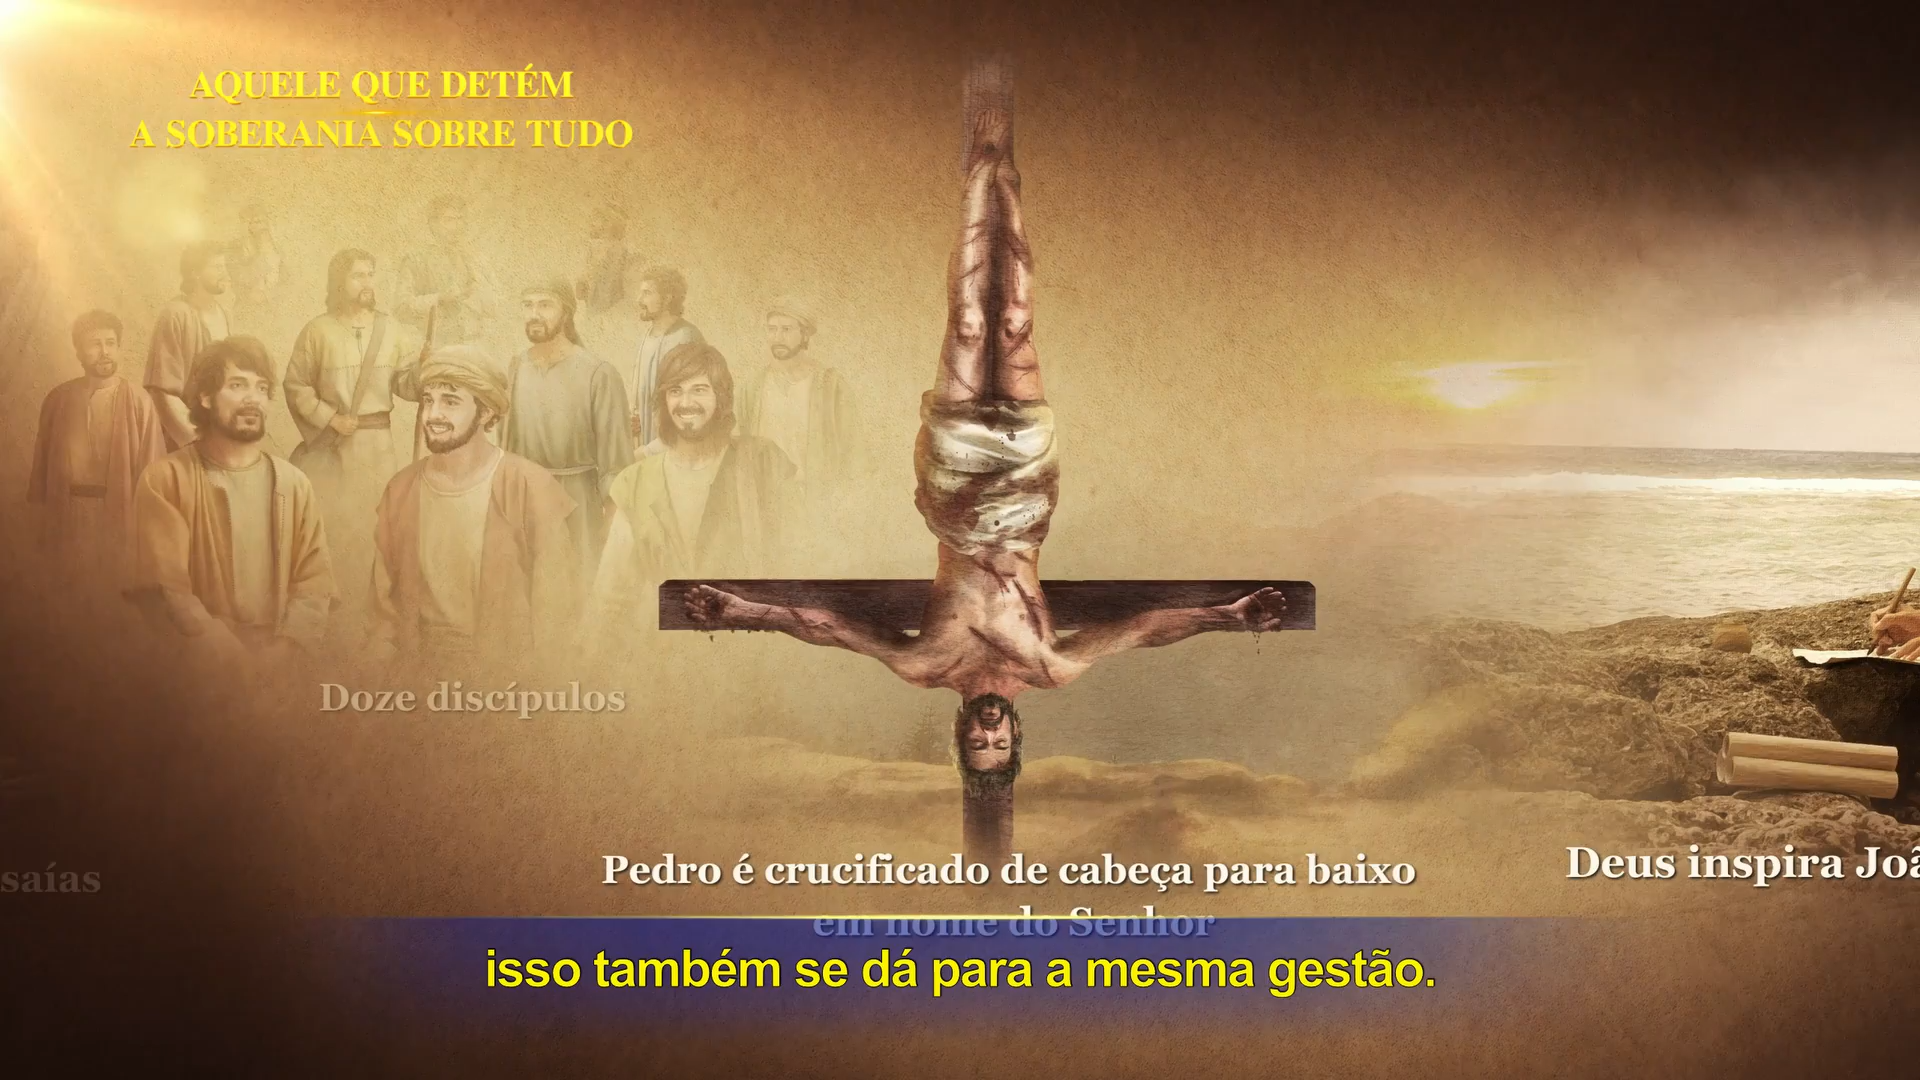 AQUELE QUE DETÉM
A SOBERANIA SOBRE TUDO
Doze discípulos
saías
Pedro é crucificado de cabeça para baixo
em nome do Senhor
Deus inspira Joã
isso também se dá para a mesma gestão.